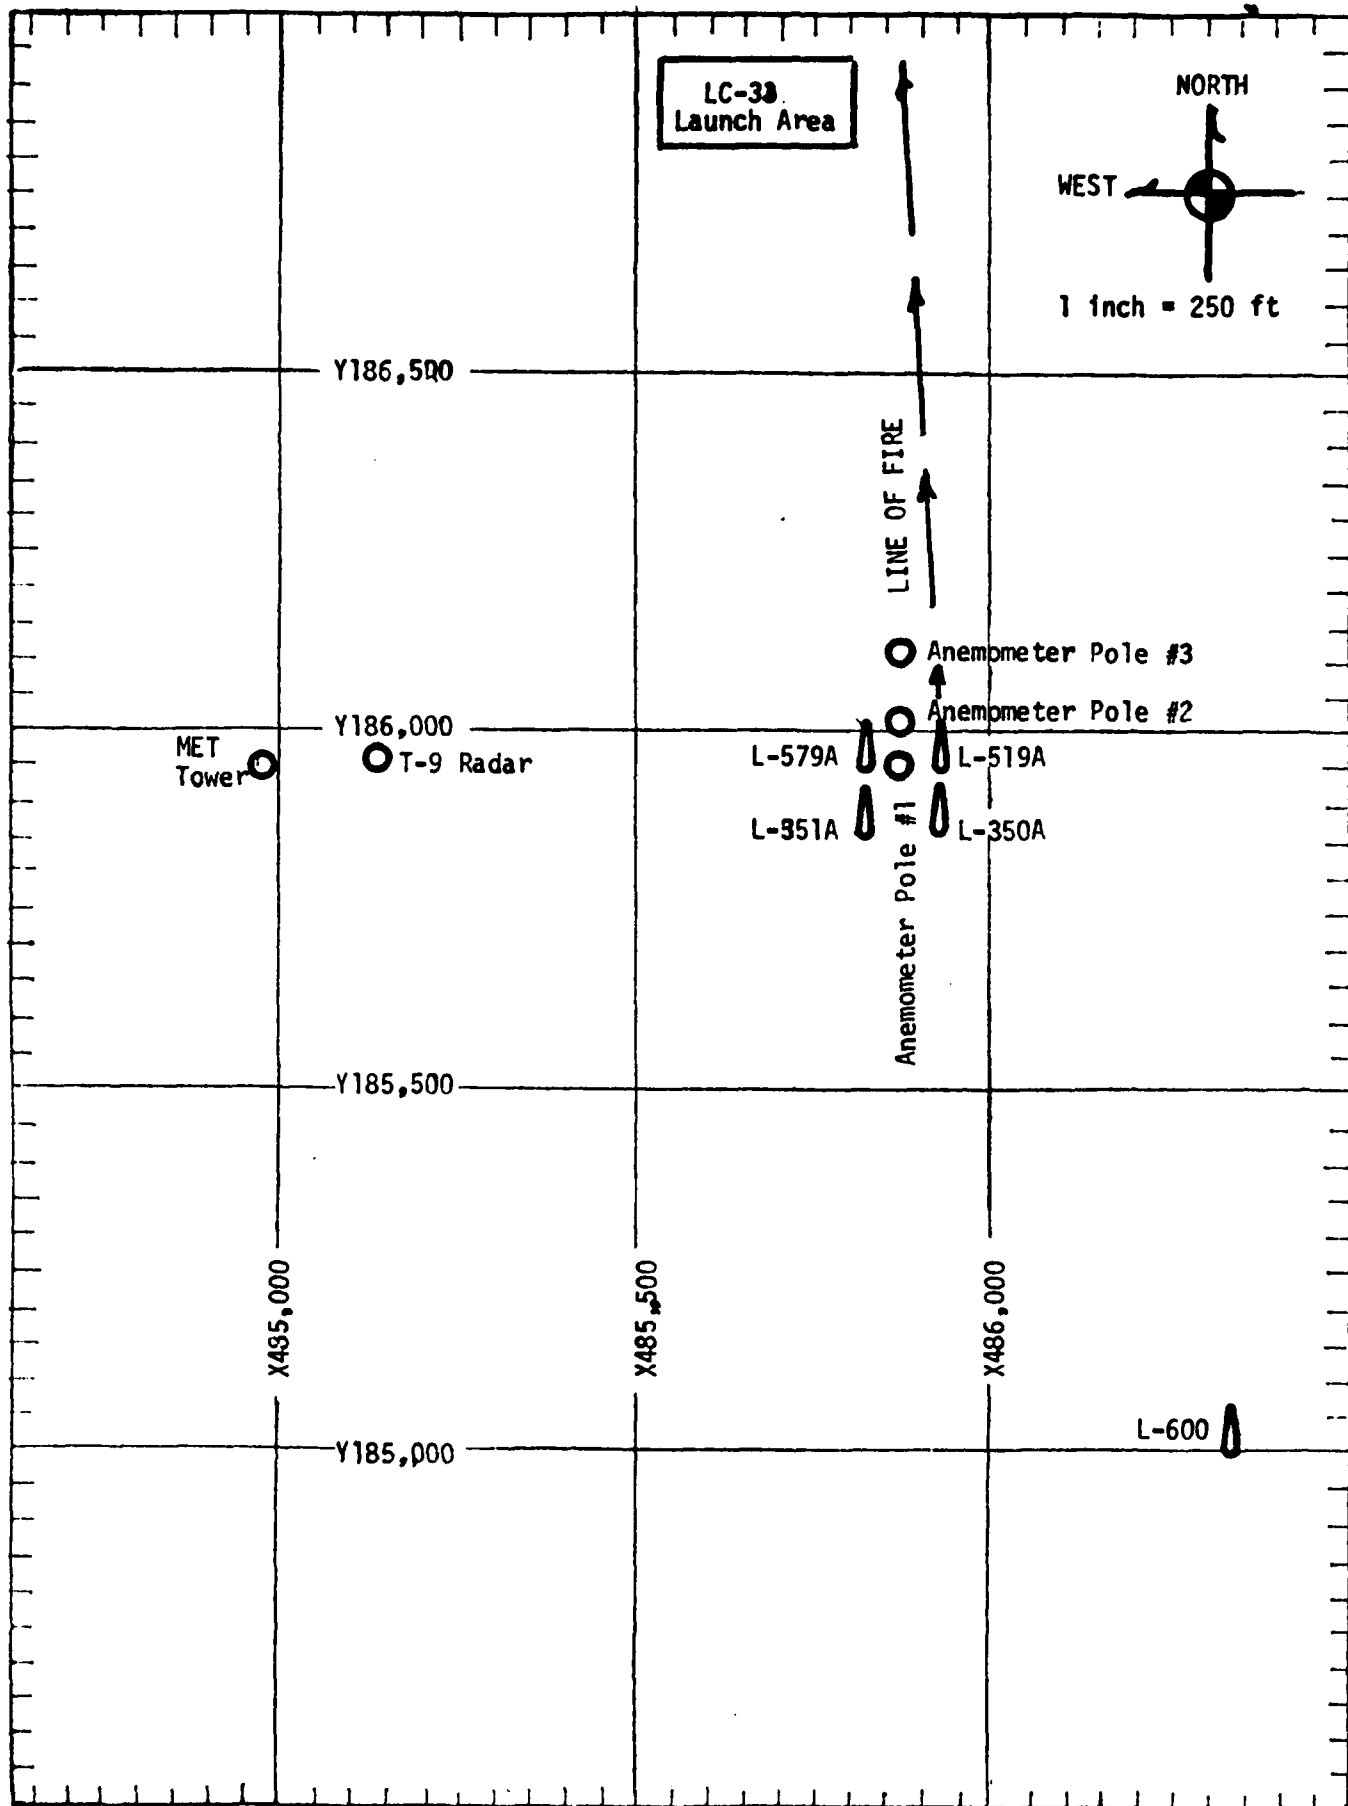 LC-33
Launch Area
NORTH
WEST
1 inch = 250 ft
Y186,500
LINE OF FIRE
Anemometer Pole #3
Y186,000
Anemometer Pole #2
MET
Tower
T-9 Radar
L-579A
L-519A
L-351A
L-350A
Anemometer Pole #1
Y185,500
X485,000
X485,500
X486,000
L-600
Y185,000